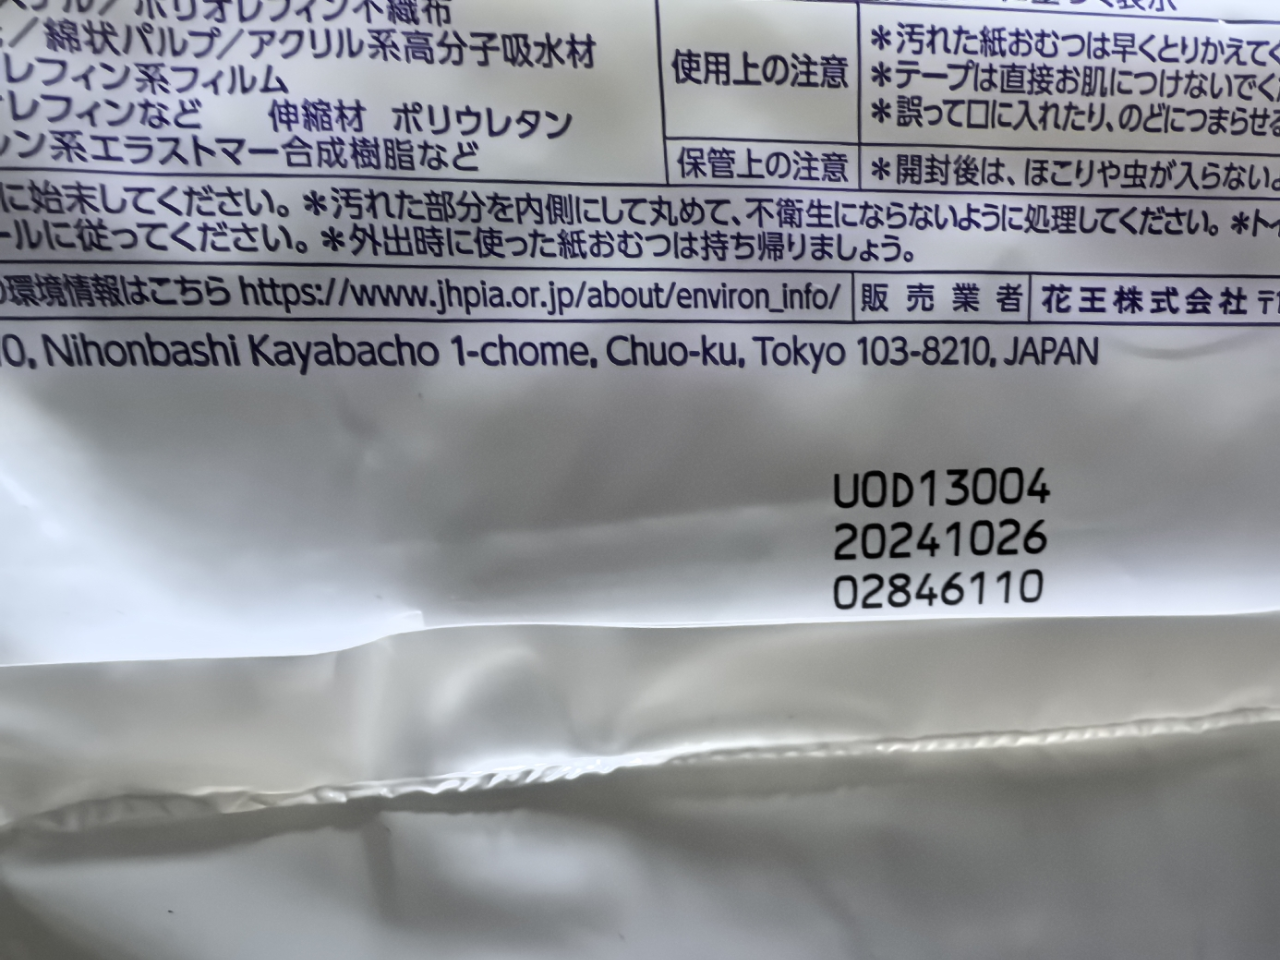 ポリオレフィン不織布
綿状パルプ/アクリル系高分子吸水材
レフィン系フィルム
レフィンなど 伸縮材 ポリウレタン
系エラストマー合成樹脂など
使用上の注意
＊汚れた紙おむつは早くとりかえて
＊テープは直接お肌につけないで
＊誤って口に入れたり、のどにつまらせ
保管上の注意
＊開封後は、ほこりや虫が入らない
に始末してください。＊汚れた部分を内側にして丸めて、不衛生にならないように処理してください。＊
ルに従ってください。＊外出時に使った紙おむつは持ち帰りましょう。
環境情報はこちら https://www.jhpia.or.jp/about/environ_info/
販売業者
花王株式会社 〒
0, Nihonbashi Kayabacho 1-chome, Chuo-ku, Tokyo 103-8210, JAPAN
UOD13004
20241026
02846110